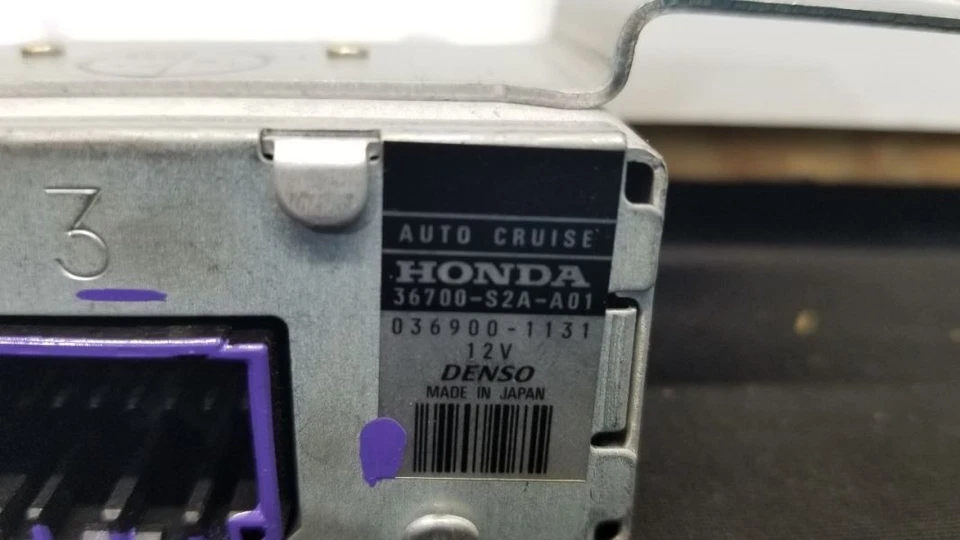 3
AUTO CRUISE
HONDA
36700-S2A-A01
036900-1131
12V
DENSO
MADE IN JAPAN